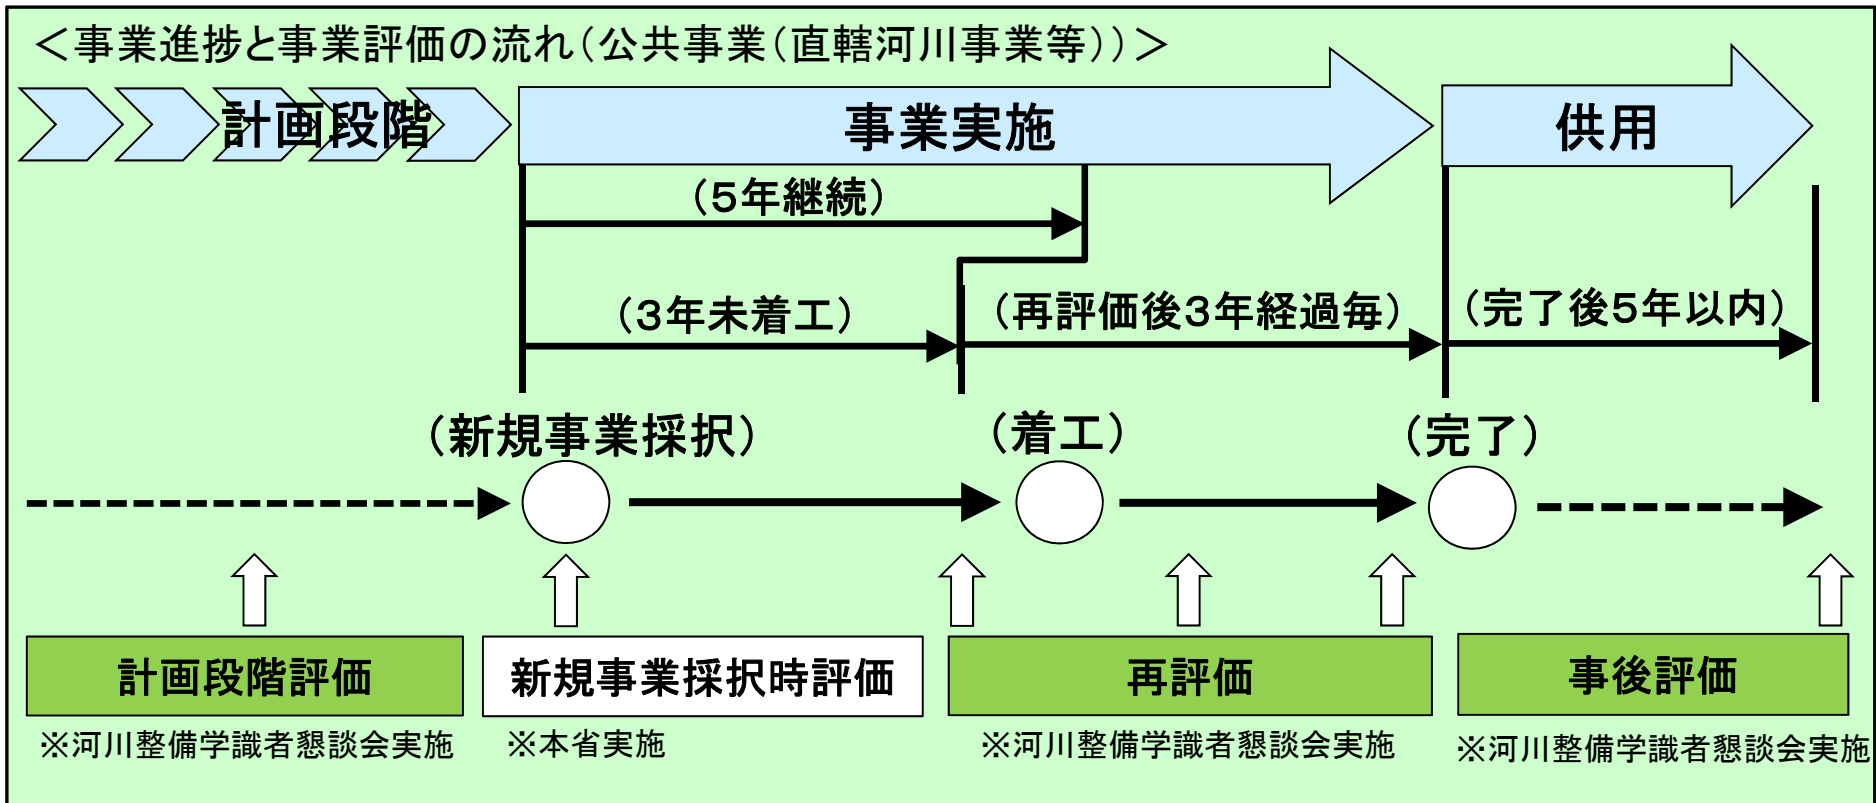 ＜事業進捗と事業評価の流れ（公共事業（直轄河川事業等））＞
計画段階
事業実施
供用
（5年継続）
（3年未着工）
（再評価後3年経過毎）
（完了後5年以内）
（新規事業採択）
（着工）
（完了）
計画段階評価
新規事業採択時評価
再評価
事後評価
※河川整備学識者懇談会実施
※本省実施
※河川整備学識者懇談会実施
※河川整備学識者懇談会実施